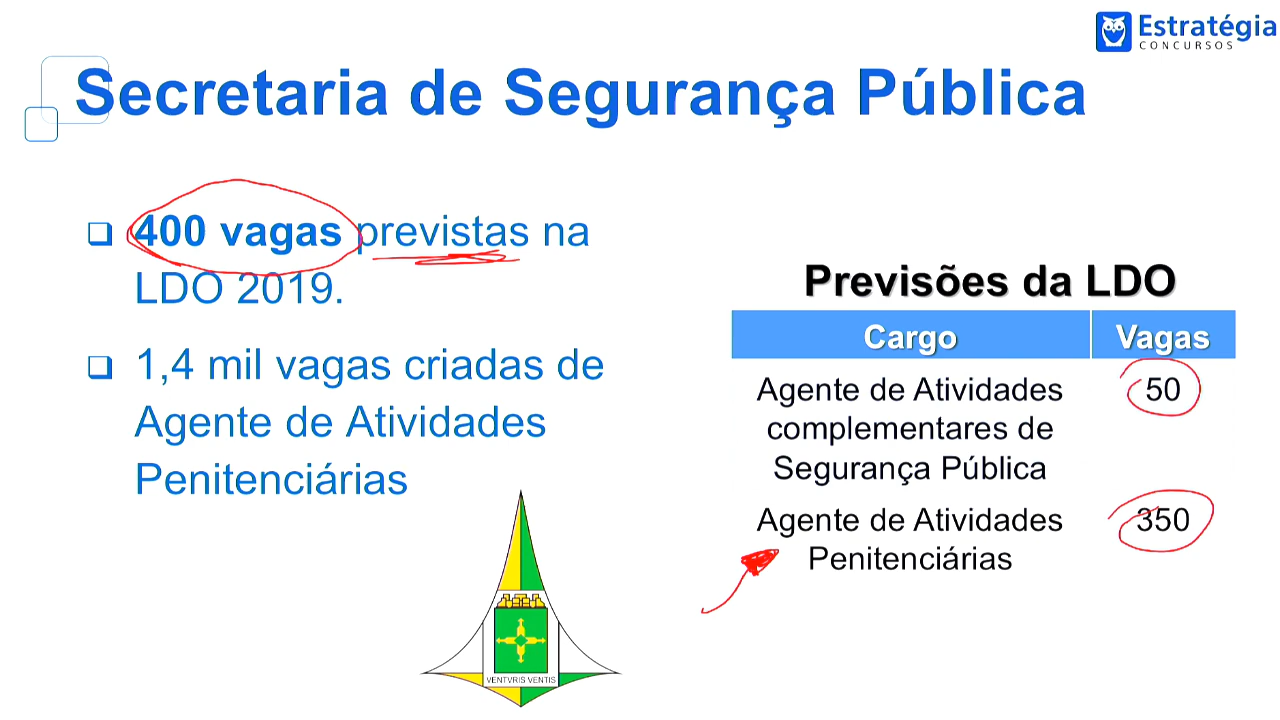 Estratégia
CONCURSOS
Secretaria de Segurança Pública
400 vagas previstas na
LDO 2019.
1,4 mil vagas criadas de
Agente de Atividades
Penitenciárias
Previsões da LDO
Cargo Vagas
Agente de Atividades 50
complementares de
Segurança Pública
Agente de Atividades 350
Penitenciárias
VENTVRIS VENTIS